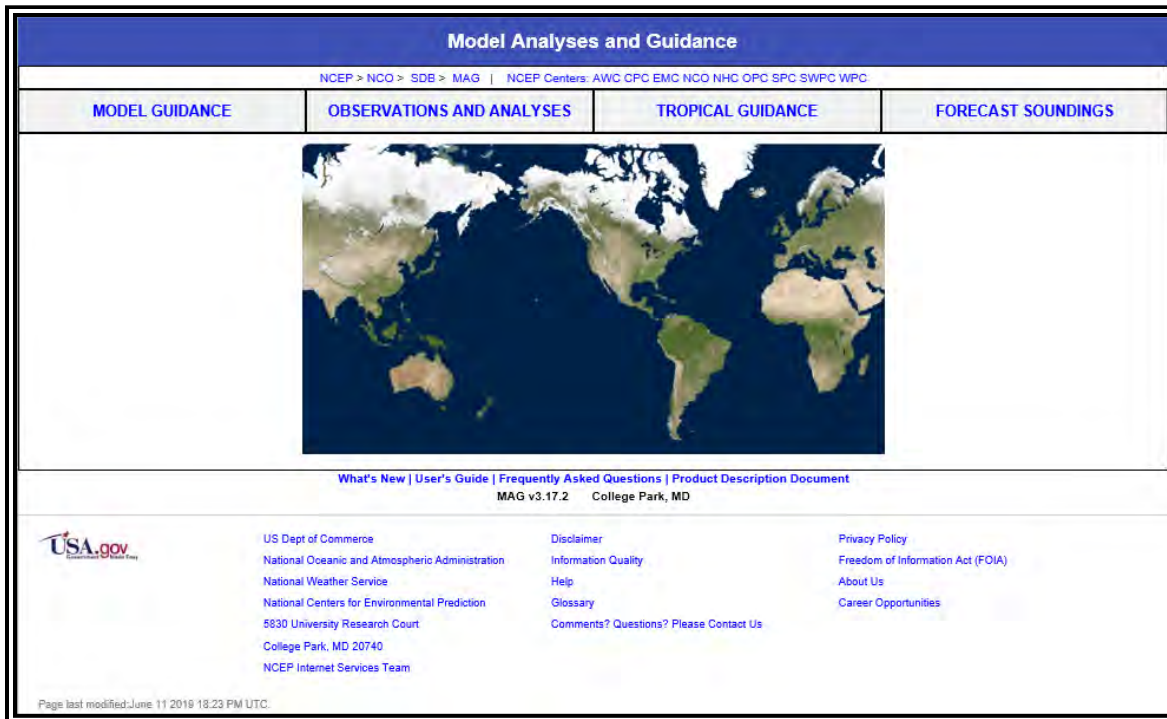 Model Analyses and Guidance
NCEP > NCO > SDB > MAG | NCEP Centers: AWC CPC EMC NCO NHC OPC SPC SWPC WPC
MODEL GUIDANCE OBSERVATIONS AND ANALYSES TROPICAL GUIDANCE FORECAST SOUNDINGS
What's New | User's Guide | Frequently Asked Questions | Product Description Document
MAG v3.17.2 College Park, MD
USA.gov
Government Made Easy
US Dept of Commerce
National Oceanic and Atmospheric Administration
National Weather Service
National Centers for Environmental Prediction
5830 University Research Court
College Park, MD 20740
NCEP Internet Services Team
Disclaimer
Information Quality
Help
Glossary
Comments? Questions? Please Contact Us
Privacy Policy
Freedom of Information Act (FOIA)
About Us
Career Opportunities
Page last modified:June 11 2019 18:23 PM UTC.